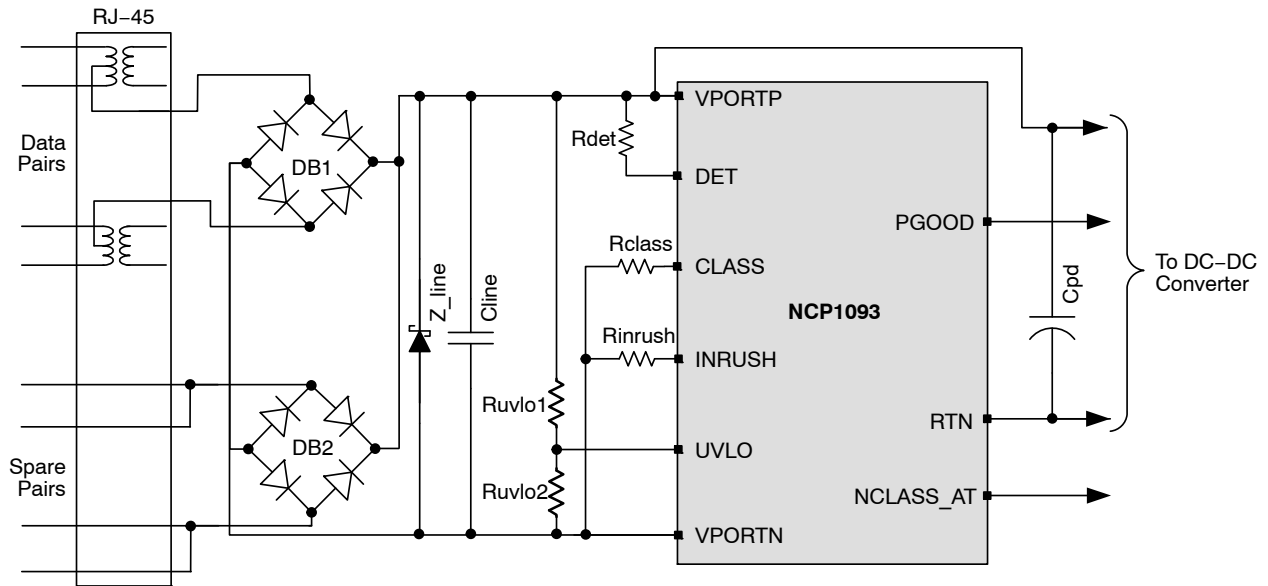 RJ−45
Data
Pairs
DB1
Rdet
VPORTP
DET
PGOOD
Rclass
CLASS
To DC−DC
Converter
Z_line
Cline
Cpd
NCP1093
Rinrush
INRUSH
Ruvlo1
RTN
DB2
UVLO
Spare
Pairs
Ruvlo2
NCLASS_AT
VPORTN